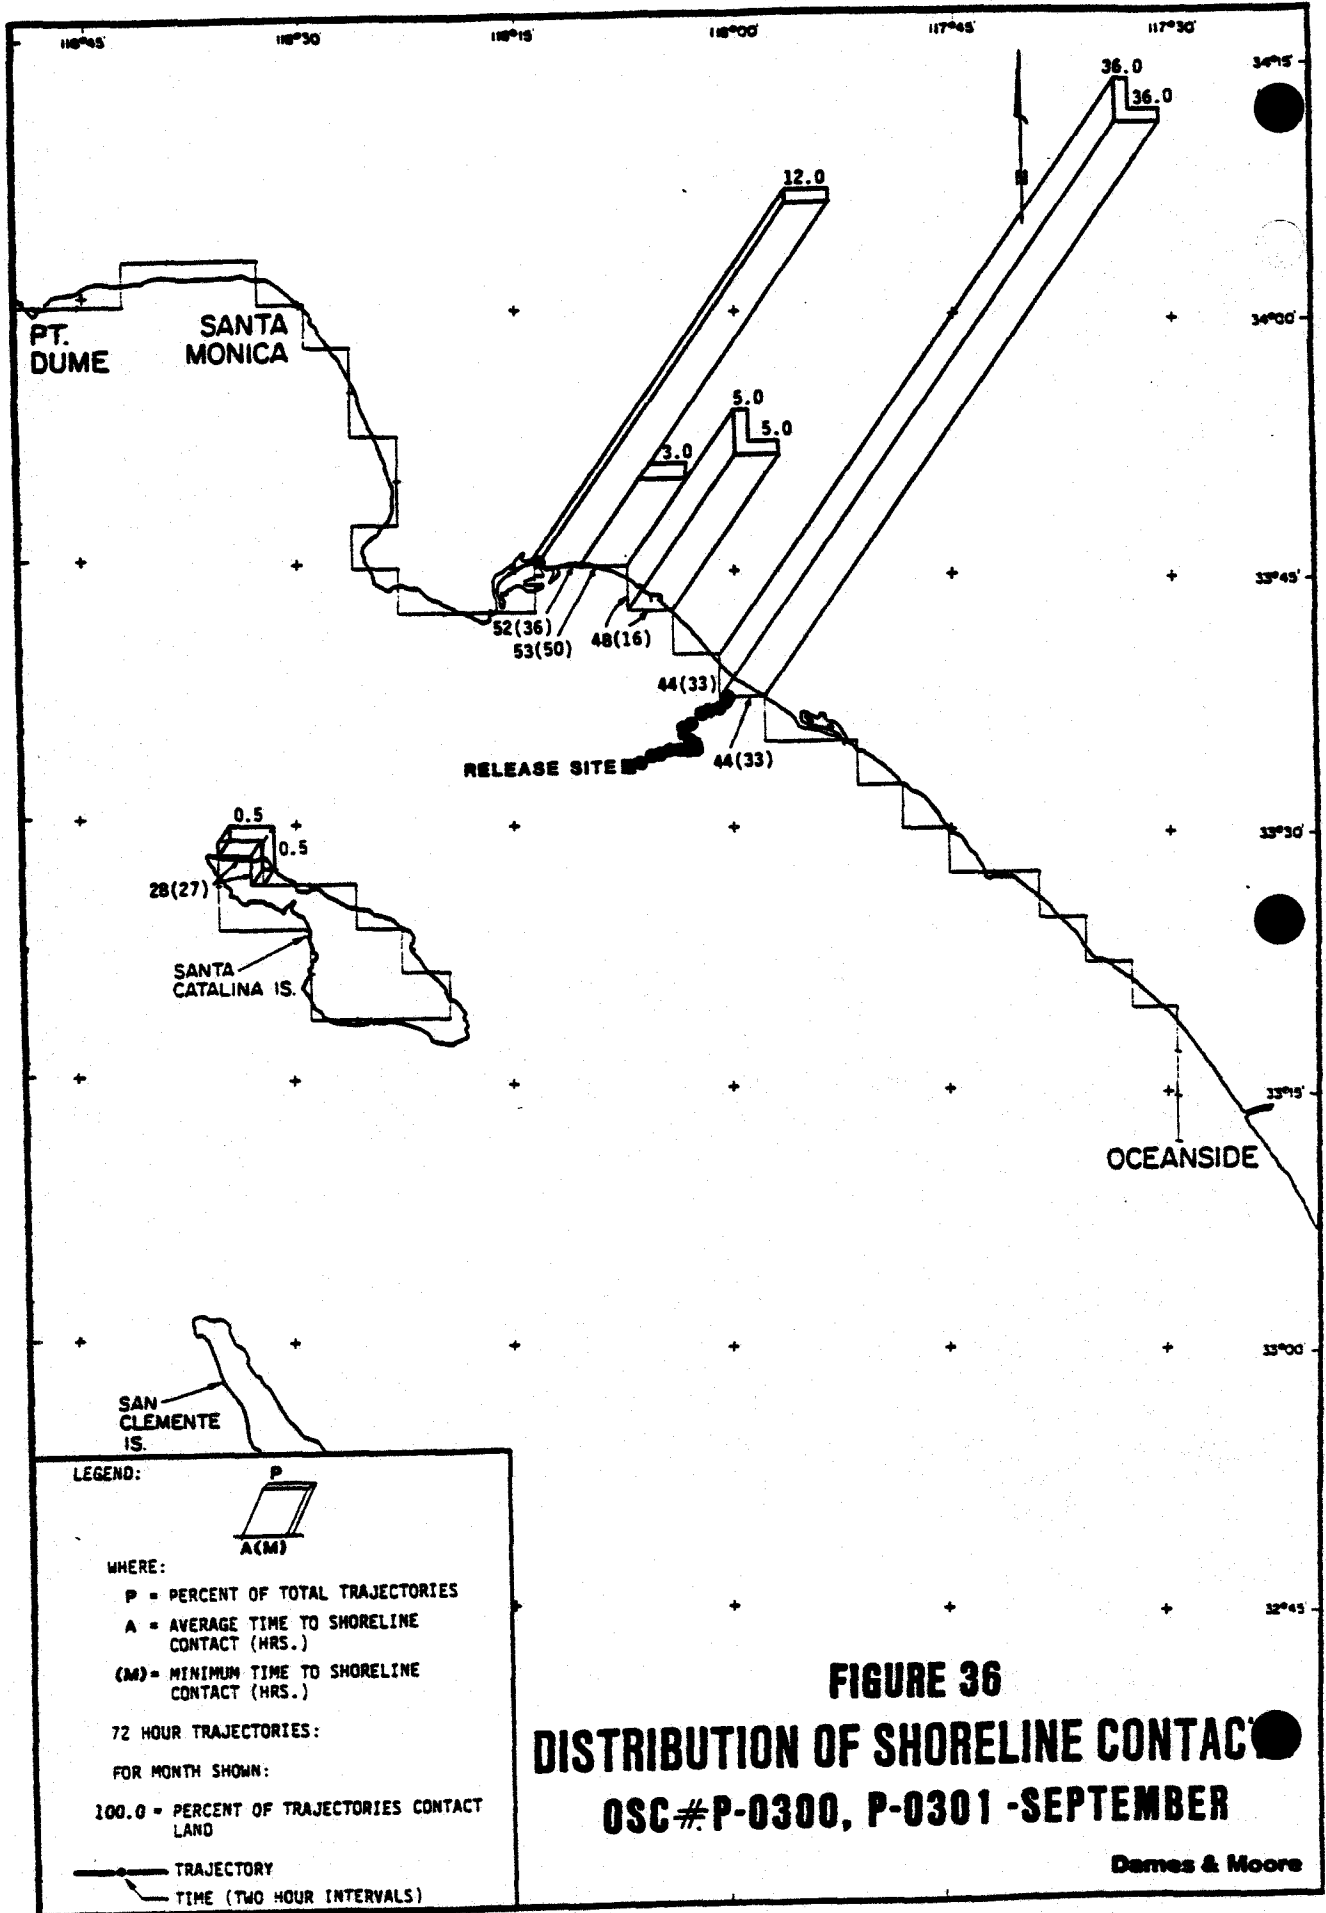 118°45'
118°30'
118°15'
118°00'
117°45'
117°30'
34°15'
36.0
36.0
12.0
34°00'
PT.
DUME
SANTA
MONICA
5.0
5.0
3.0
33°45'
52(36)
53(50)
48(16)
44(33)
44(33)
RELEASE SITE
33°30'
0.5
0.5
28(27)
SANTA
CATALINA IS.
33°15'
OCEANSIDE
33°00'
SAN
CLEMENTE
IS.
32°45'
LEGEND:
P
A(M)
WHERE:
P = PERCENT OF TOTAL TRAJECTORIES
A = AVERAGE TIME TO SHORELINE
CONTACT (HRS.)
(M)= MINIMUM TIME TO SHORELINE
CONTACT (HRS.)
72 HOUR TRAJECTORIES:
FOR MONTH SHOWN:
100.0 = PERCENT OF TRAJECTORIES CONTACT
LAND
TRAJECTORY
TIME (TWO HOUR INTERVALS)
FIGURE 36
DISTRIBUTION OF SHORELINE CONTAC
OSC#P-0300, P-0301 -SEPTEMBER
Dames & Moore